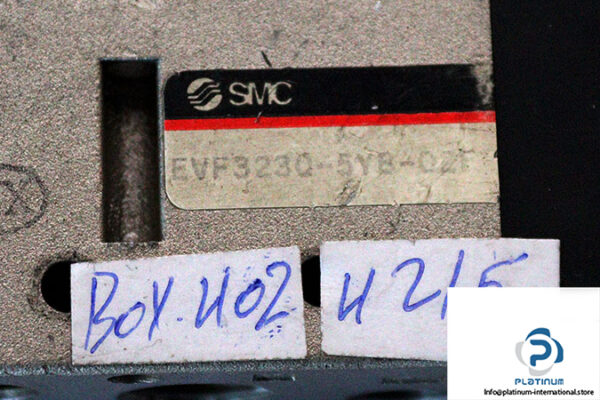 SMC
EVF3230-5YB-02F
BOX.402
4215
PLATINUM
Info@platinum-international.store